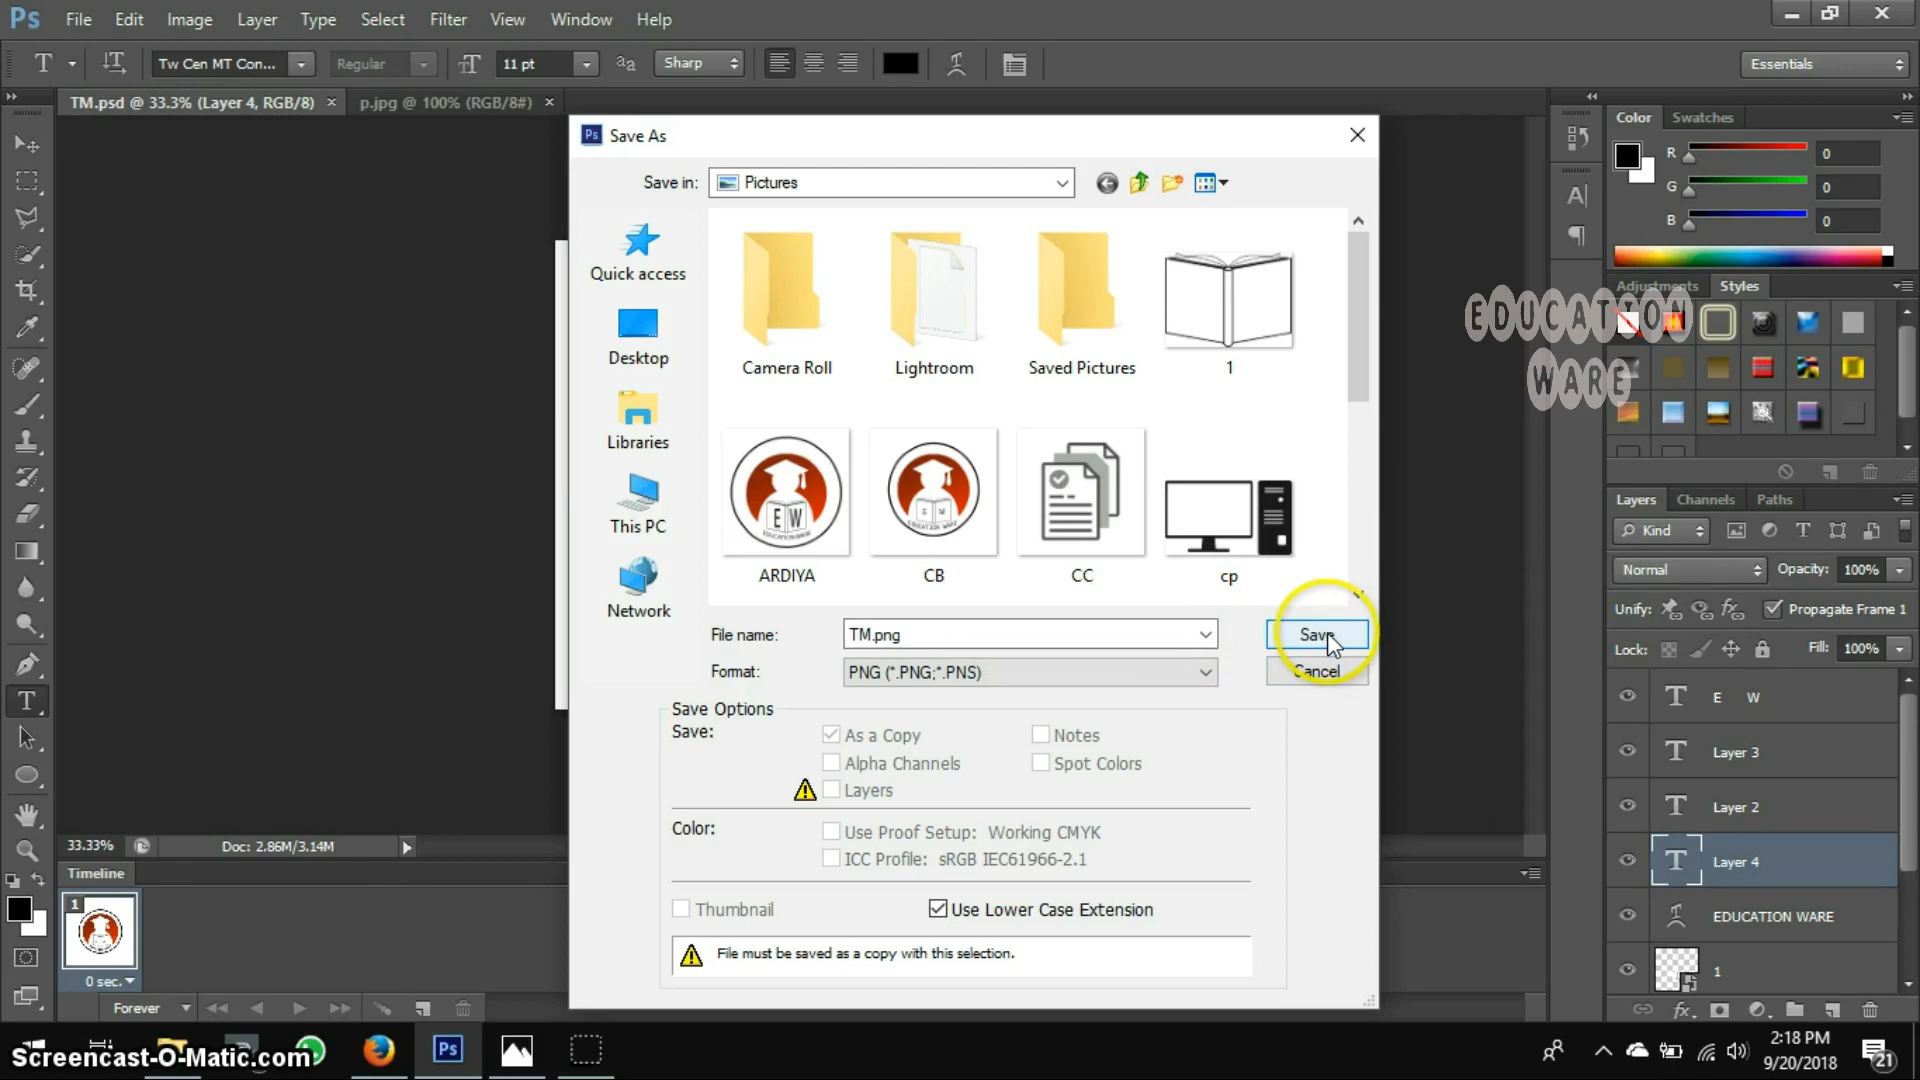 Ps File Edit Image Layer Type Select Filter View Window Help
T Tw Cen MT Con... Regular 11 pt aa Sharp Essentials
TM.psd @ 33.3% (Layer 4, RGB/8) × p.jpg @ 100% (RGB/8#) ×
Color Swatches
R 0
G 0
B 0
Adjustments Styles
EDUCATION
WARE
Ps Save As
Save in: Pictures
Quick access
Desktop
Libraries
This PC
Network
Camera Roll Lightroom Saved Pictures 1
E W
EDUCATION WARE
ARDIYA CB CC cp
File name: TM.png Save
Format: PNG (*.PNG;*.PNS) Cancel
Save Options
Save:
As a Copy Notes
Alpha Channels Spot Colors
Layers
Color:
Use Proof Setup: Working CMYK
ICC Profile: sRGB IEC61966-2.1
Thumbnail Use Lower Case Extension
File must be saved as a copy with this selection.
Layers Channels Paths
Kind
Normal Opacity: 100%
Unify: Propagate Frame 1
Lock: Fill: 100%
E W
Layer 3
Layer 2
Layer 4
EDUCATION WARE
1
33.33% Doc: 2.86M/3.14M
Timeline
1
0 sec.
Forever
Screencast-O-Matic.com
Ps
2:18 PM
9/20/2018
21